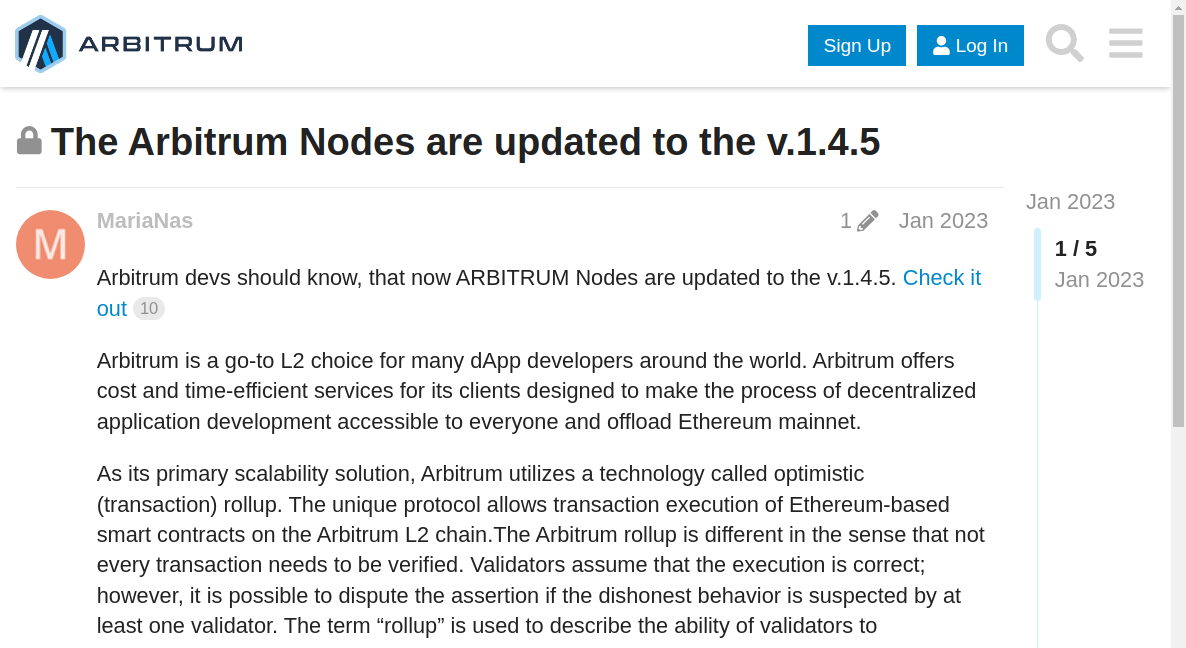 ARBITRUM
Sign Up
Log In
The Arbitrum Nodes are updated to the v.1.4.5
M
MariaNas
1
Jan 2023
Arbitrum devs should know, that now ARBITRUM Nodes are updated to the v.1.4.5. Check it
out 10
Arbitrum is a go-to L2 choice for many dApp developers around the world. Arbitrum offers
cost and time-efficient services for its clients designed to make the process of decentralized
application development accessible to everyone and offload Ethereum mainnet.
As its primary scalability solution, Arbitrum utilizes a technology called optimistic
(transaction) rollup. The unique protocol allows transaction execution of Ethereum-based
smart contracts on the Arbitrum L2 chain.The Arbitrum rollup is different in the sense that not
every transaction needs to be verified. Validators assume that the execution is correct;
however, it is possible to dispute the assertion if the dishonest behavior is suspected by at
least one validator. The term “rollup” is used to describe the ability of validators to
Jan 2023
1 / 5
Jan 2023